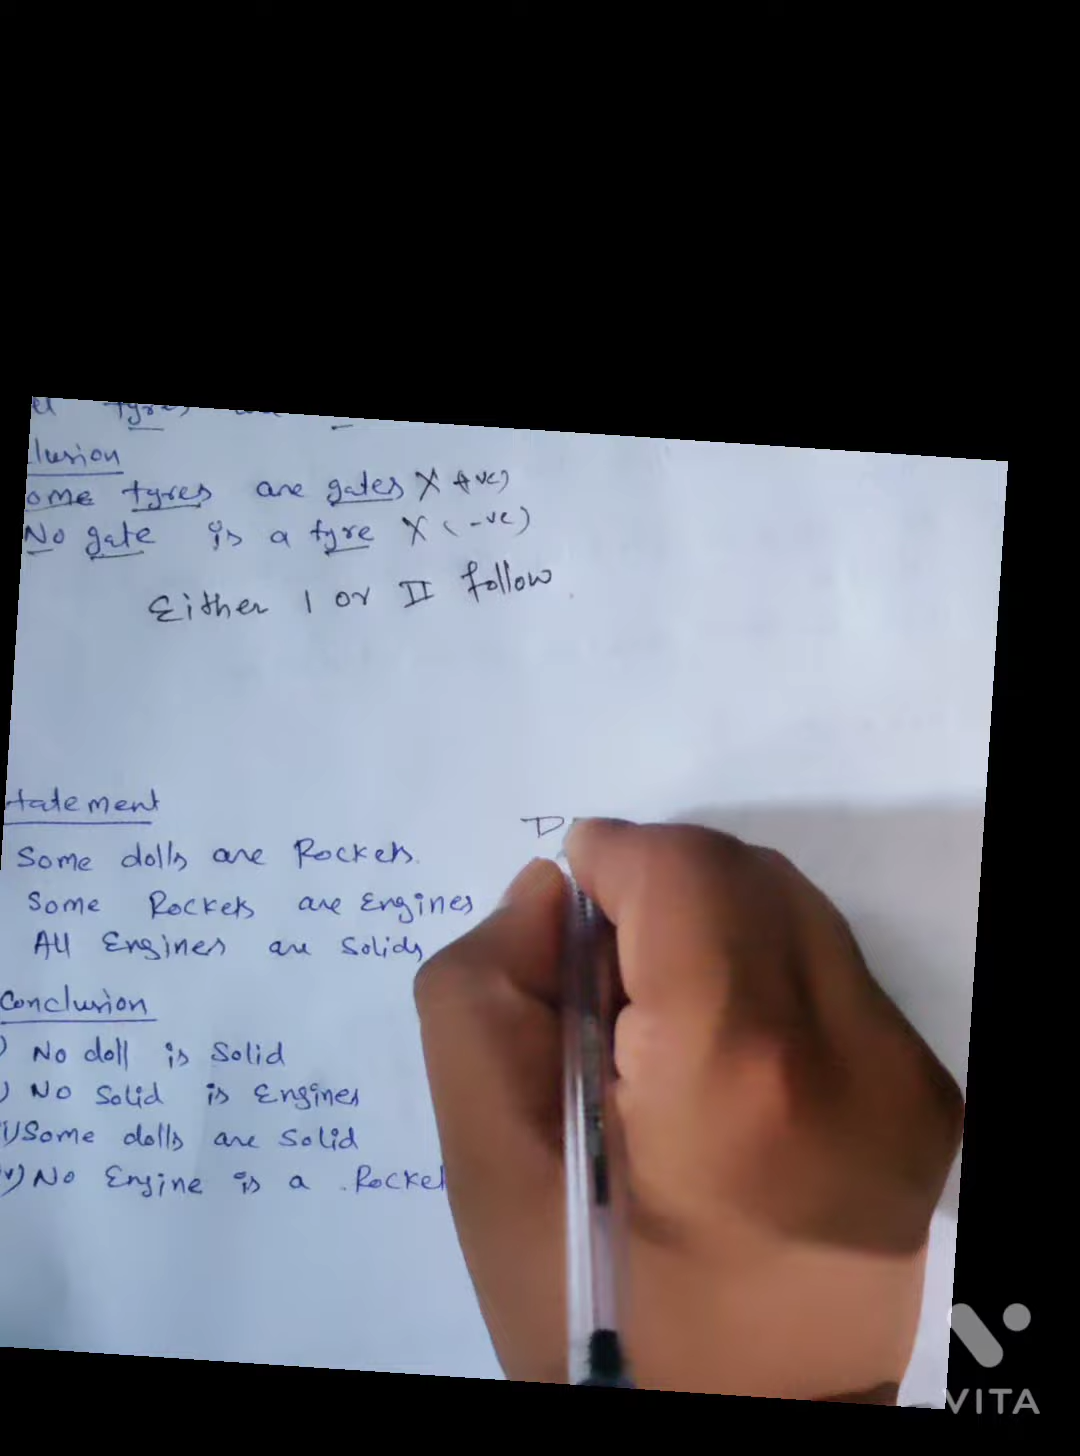 lusion
ome tyres are gates X +ve)
No gate is a tyre X (-ve)
Either I or II follow
tatement
Some dolls are Rockets.
Some Rockets are Engines
All Engines are Solids
Conclusion
) No doll is Solid
) No Solid is Engines
i) Some dolls are Solid
v) No Engine is a Rocket
D
VITA